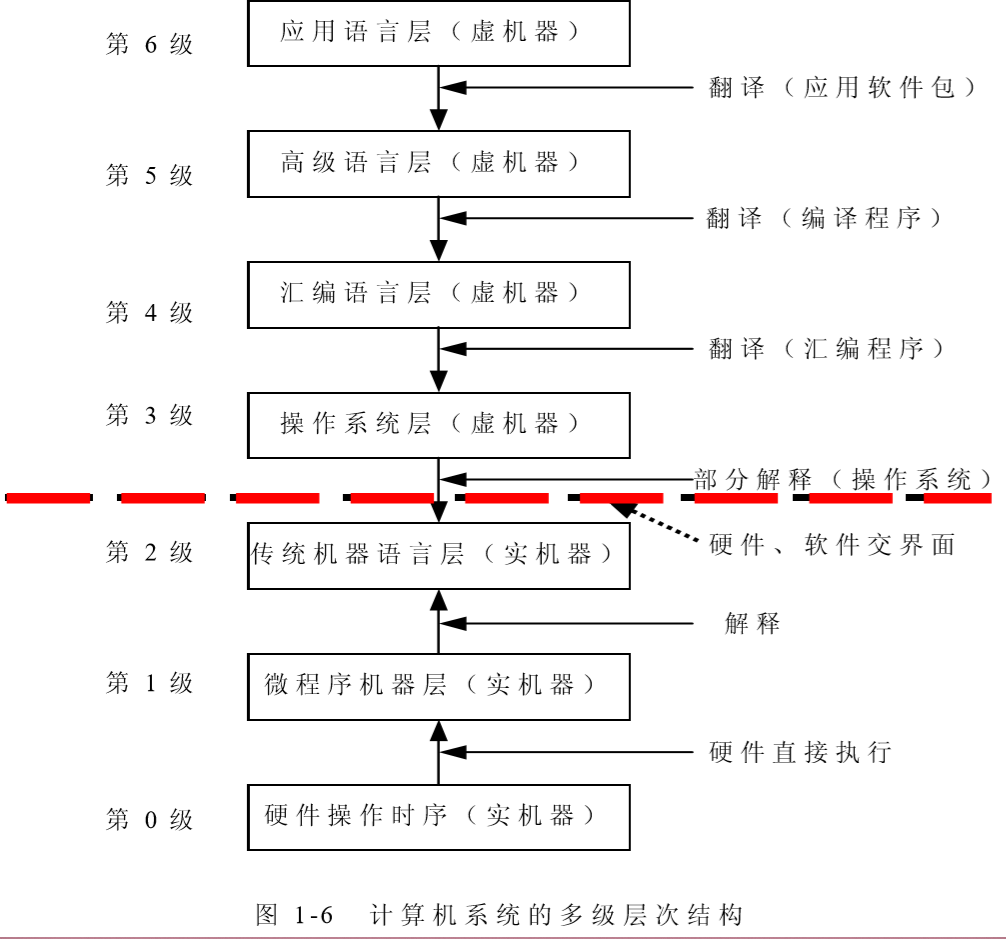 第 6 级
应用语言层（虚机器）
翻译（应用软件包）
第 5 级
高级语言层（虚机器）
翻译（编译程序）
第 4 级
汇编语言层（虚机器）
翻译（汇编程序）
第 3 级
操作系统层（虚机器）
部分解释（操作系统）
硬件、软件交界面
第 2 级
传统机器语言层（实机器）
解释
第 1 级
微程序机器层（实机器）
硬件直接执行
第 0 级
硬件操作时序（实机器）
图 1-6 计算机系统的多级层次结构